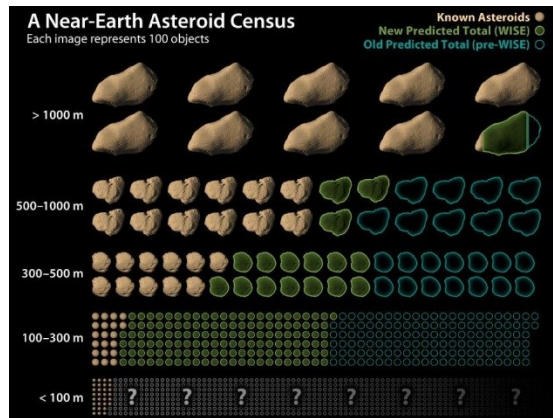 A Near-Earth Asteroid Census
Each image represents 100 objects
Known Asteroids
New Predicted Total (WISE)
Old Predicted Total (pre-WISE)
> 1000 m
500–1000 m
300–500 m
100–300 m
< 100 m
? ? ? ? ? ? ? ?